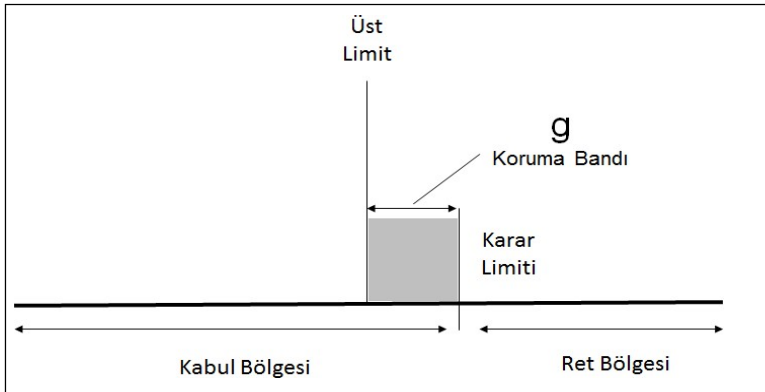 Üst
Limit
g
Koruma Bandı
Karar
Limiti
Kabul Bölgesi
Ret Bölgesi